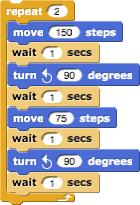 repeat 2
move 150 steps
wait 1 secs
turn ↺ 90 degrees
wait 1 secs
move 75 steps
wait 1 secs
turn ↺ 90 degrees
wait 1 secs